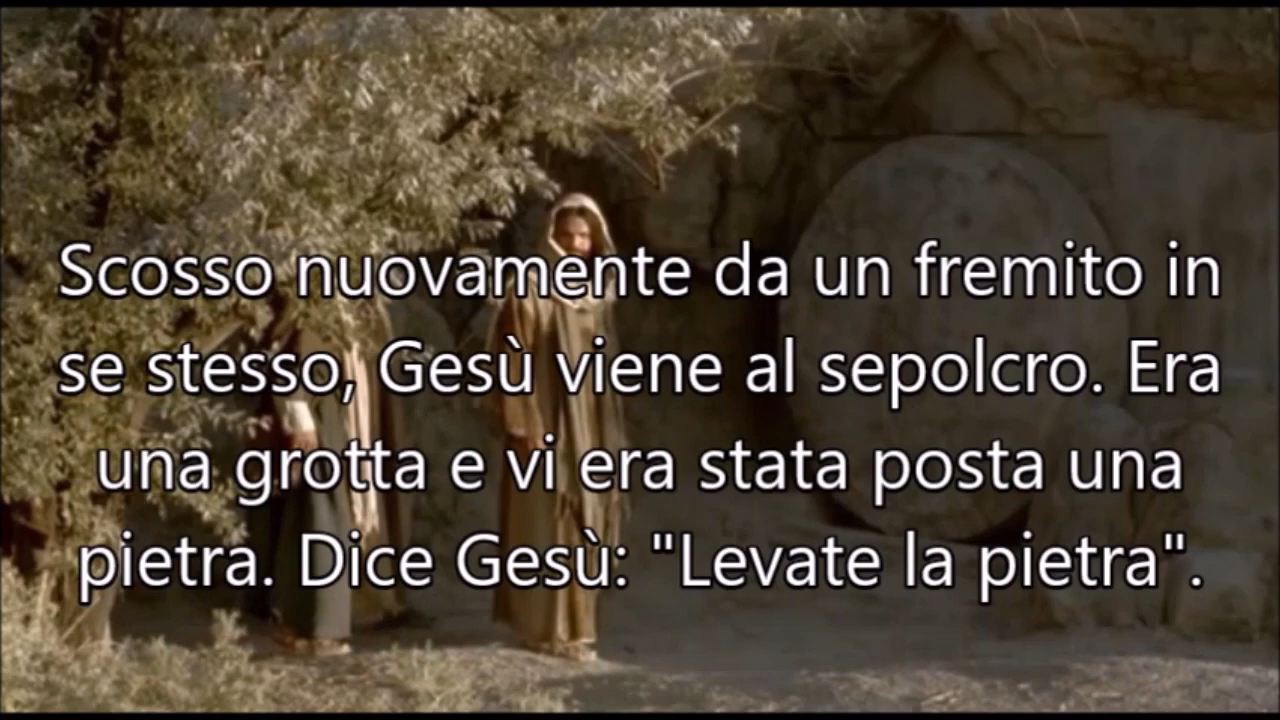 Scosso nuovamente da un fremito in
se stesso, Gesù viene al sepolcro. Era
una grotta e vi era stata posta una
pietra. Dice Gesù: "Levate la pietra".